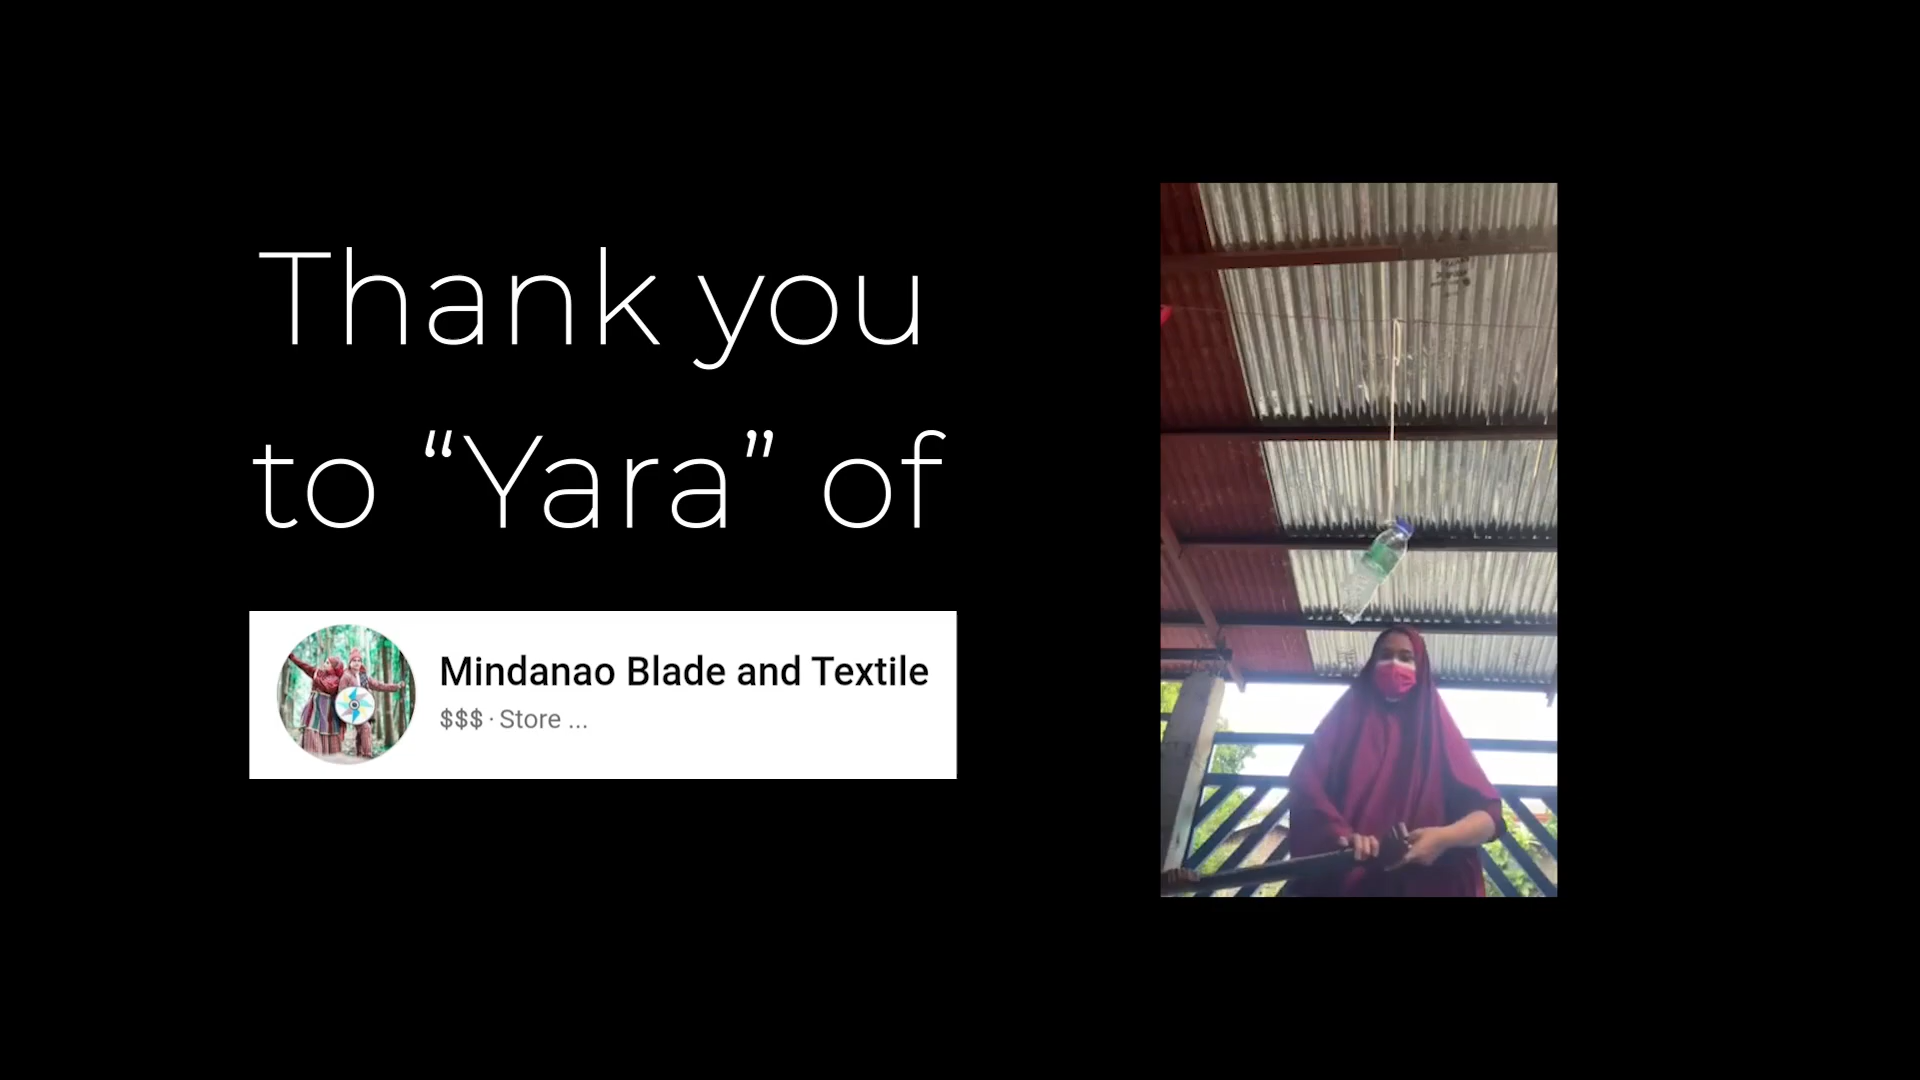 Thank you
to “Yara” of
Mindanao Blade and Textile
$$$ · Store ...